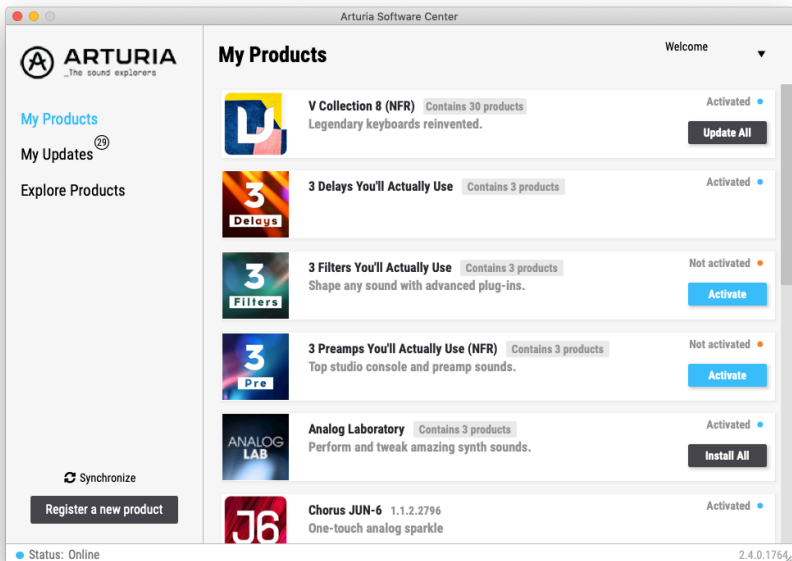 Arturia Software Center
ARTURIA
_The sound explorers
My Products
My Updates 29
Explore Products
Synchronize
Register a new product
My Products
Welcome
V Collection 8 (NFR) Contains 30 products
Legendary keyboards reinvented.
Activated
Update All
3
Delays
3 Delays You'll Actually Use Contains 3 products
Activated
3
Filters
3 Filters You'll Actually Use Contains 3 products
Shape any sound with advanced plug-ins.
Not activated
Activate
3
Pre
3 Preamps You'll Actually Use (NFR) Contains 3 products
Top studio console and preamp sounds.
Not activated
Activate
ANALOG
LAB
Analog Laboratory Contains 3 products
Perform and tweak amazing synth sounds.
Activated
Install All
J6
Chorus JUN-6 1.1.2.2796
One-touch analog sparkle
Activated
Status: Online
2.4.0.1764